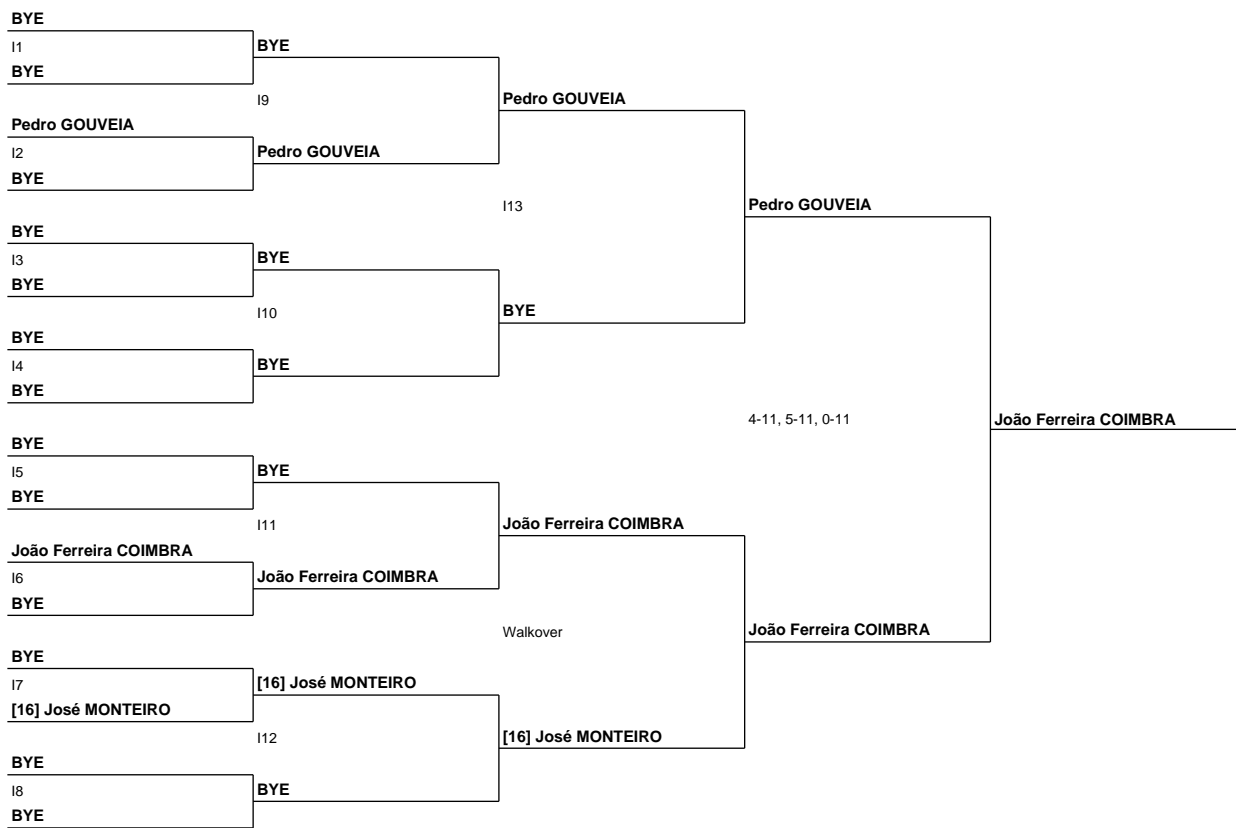 BYE
I1
BYE
BYE
I9
Pedro GOUVEIA
Pedro GOUVEIA
I2
Pedro GOUVEIA
BYE
I13
Pedro GOUVEIA
BYE
I3
BYE
BYE
I10
BYE
BYE
I4
BYE
BYE
4-11, 5-11, 0-11
João Ferreira COIMBRA
BYE
I5
BYE
BYE
I11
João Ferreira COIMBRA
João Ferreira COIMBRA
I6
João Ferreira COIMBRA
BYE
Walkover
João Ferreira COIMBRA
BYE
I7
[16] José MONTEIRO
[16] José MONTEIRO
I12
[16] José MONTEIRO
BYE
I8
BYE
BYE